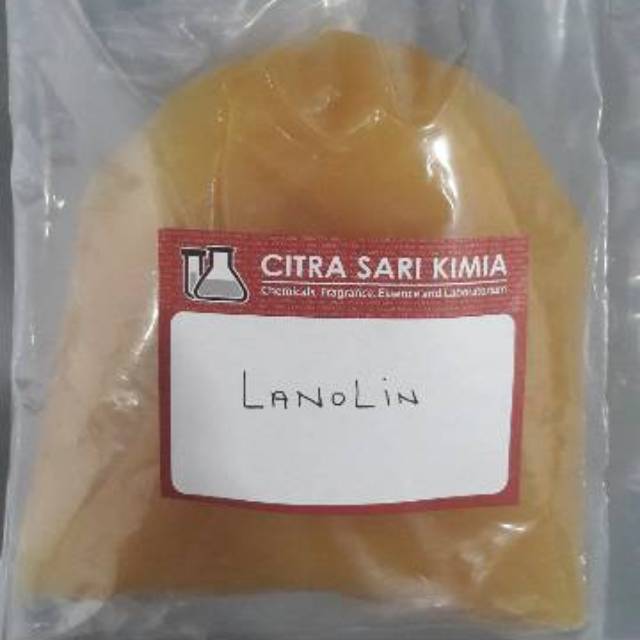 CITRA SARI KIMIA
Chemicals, Fragrance, Essence and Laboratorium
LANOLIN